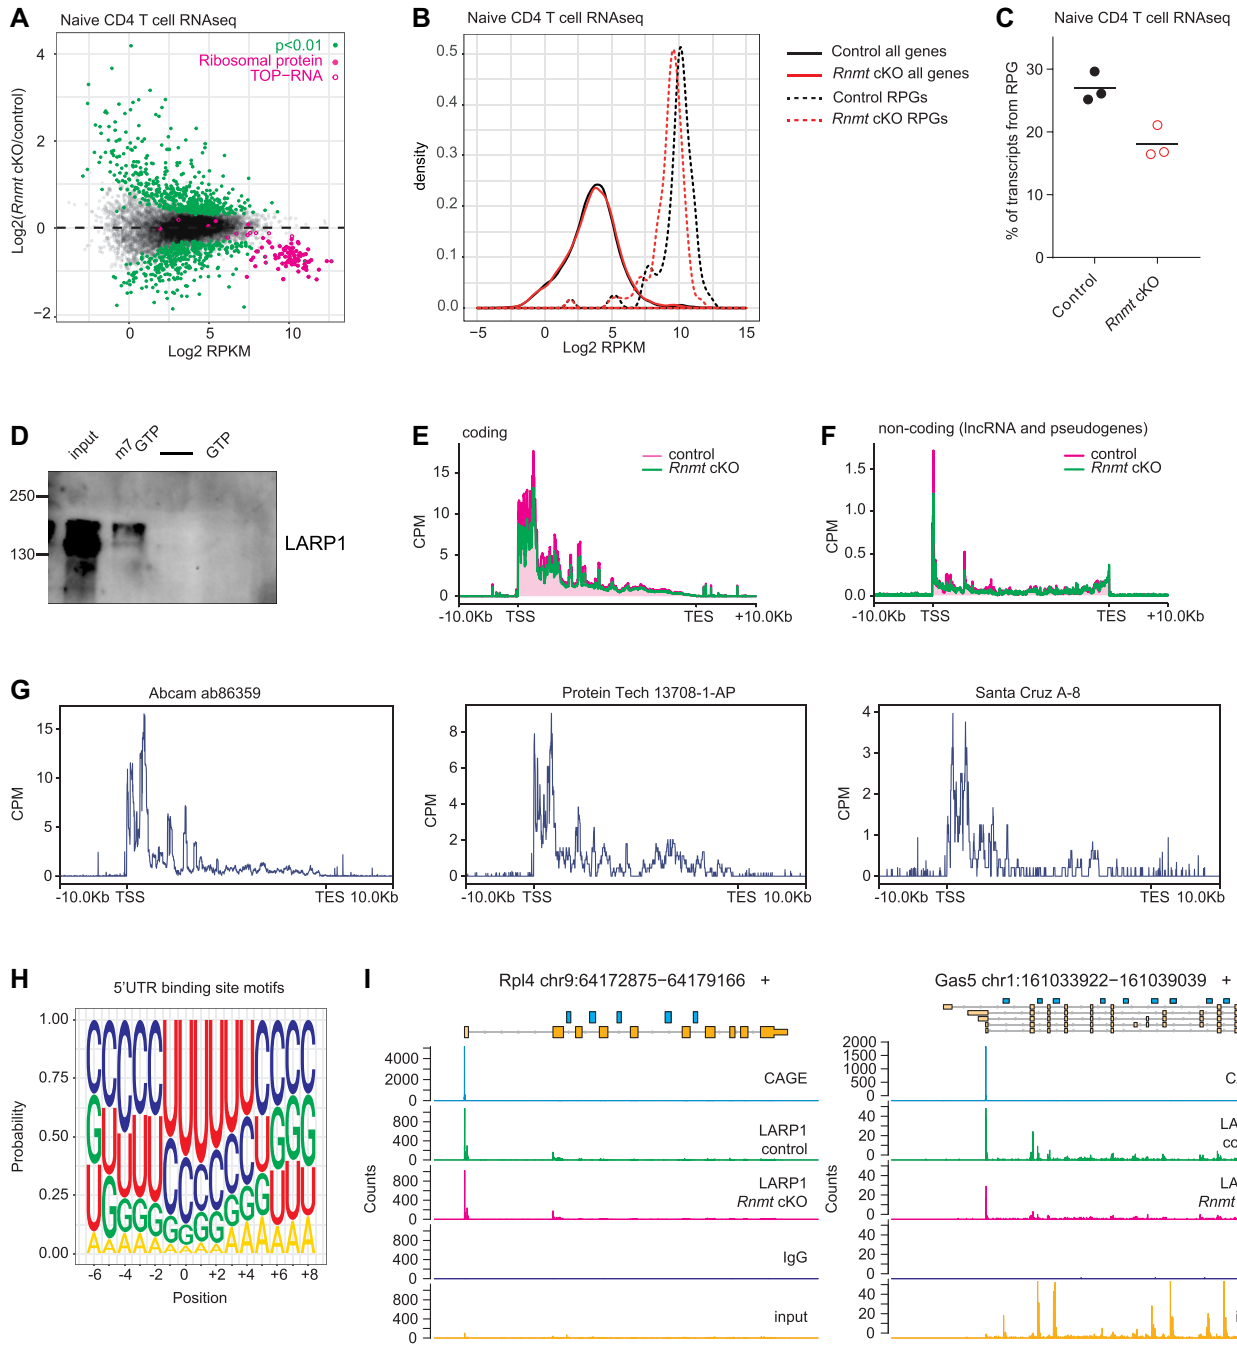 A
Naive CD4 T cell RNAseq
p<0.01
Ribosomal protein
TOP−RNA
Log2(Rnmt cKO/control)
4
2
0
−2
0
5
10
Log2 RPKM
B
Naive CD4 T cell RNAseq
density
0.5
0.4
0.3
0.2
0.1
0.0
−5
0
5
10
15
Log2 RPKM
Control all genes
Rnmt cKO all genes
Control RPGs
Rnmt cKO RPGs
C
Naive CD4 T cell RNAseq
% of transcripts from RPG
30
20
10
0
Control
Rnmt cKO
D
input
m7GTP
GTP
250
130
LARP1
E
coding
control
Rnmt cKO
CPM
15
10
5
0
-10.0Kb
TSS
TES
+10.0Kb
F
non-coding (lncRNA and pseudogenes)
control
Rnmt cKO
CPM
1.5
1.0
0.5
0.0
-10.0Kb
TSS
TES
+10.0Kb
G
Abcam ab86359
CPM
15
10
5
0
-10.0Kb TSS
TES 10.0Kb
Protein Tech 13708-1-AP
CPM
8
6
4
2
0
-10.0Kb TSS
TES 10.0Kb
Santa Cruz A-8
CPM
4
3
2
1
0
-10.0Kb TSS
TES 10.0Kb
H
5'UTR binding site motifs
Probability
1.00
0.75
0.50
0.25
0.00
-6 -4 -2 0 +2 +4 +6 +8
Position
I
Rpl4 chr9:64172875−64179166 +
Counts
4000
2000
0
CAGE
800
400
0
LARP1
control
800
400
0
LARP1
Rnmt cKO
800
400
0
IgG
800
400
0
input
Gas5 chr1:161033922−161039039 +
Counts
2000
1500
1000
500
0
CA
40
20
0
LA
co
40
20
0
LA
Rnmt
40
20
0
40
20
0